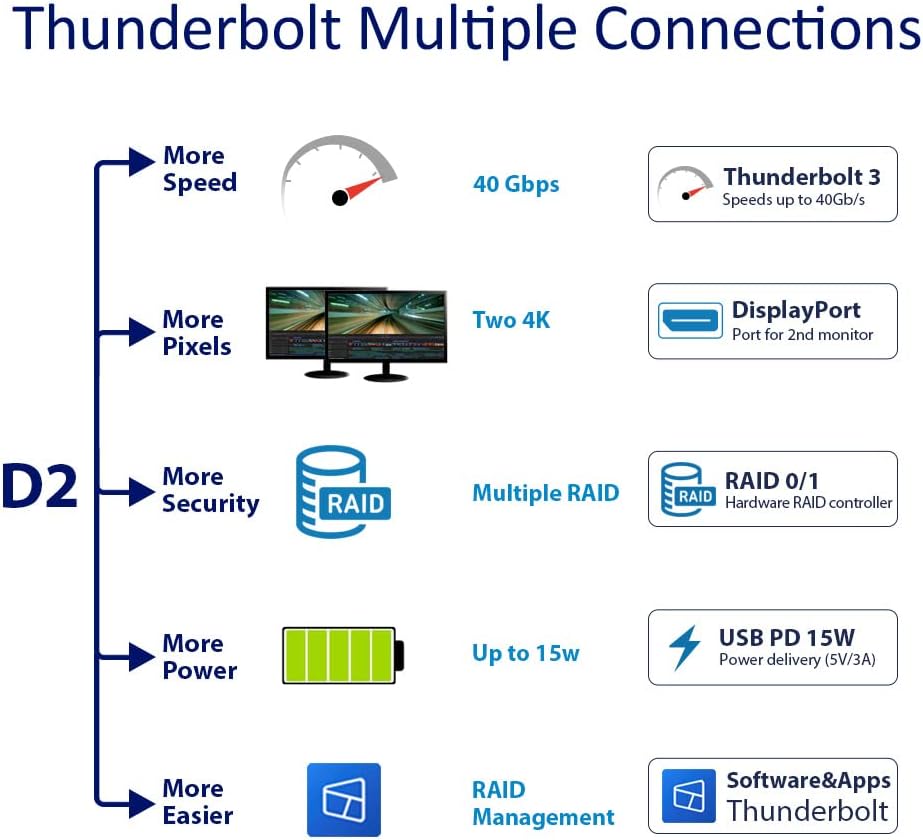 Thunderbolt Multiple Connections
D2
More
Speed
40 Gbps
Thunderbolt 3
Speeds up to 40Gb/s
More
Pixels
Two 4K
DisplayPort
Port for 2nd monitor
More
Security
RAID
Multiple RAID
RAID
RAID 0/1
Hardware RAID controller
More
Power
Up to 15w
USB PD 15W
Power delivery (5V/3A)
More
Easier
RAID
Management
Software&Apps
Thunderbolt